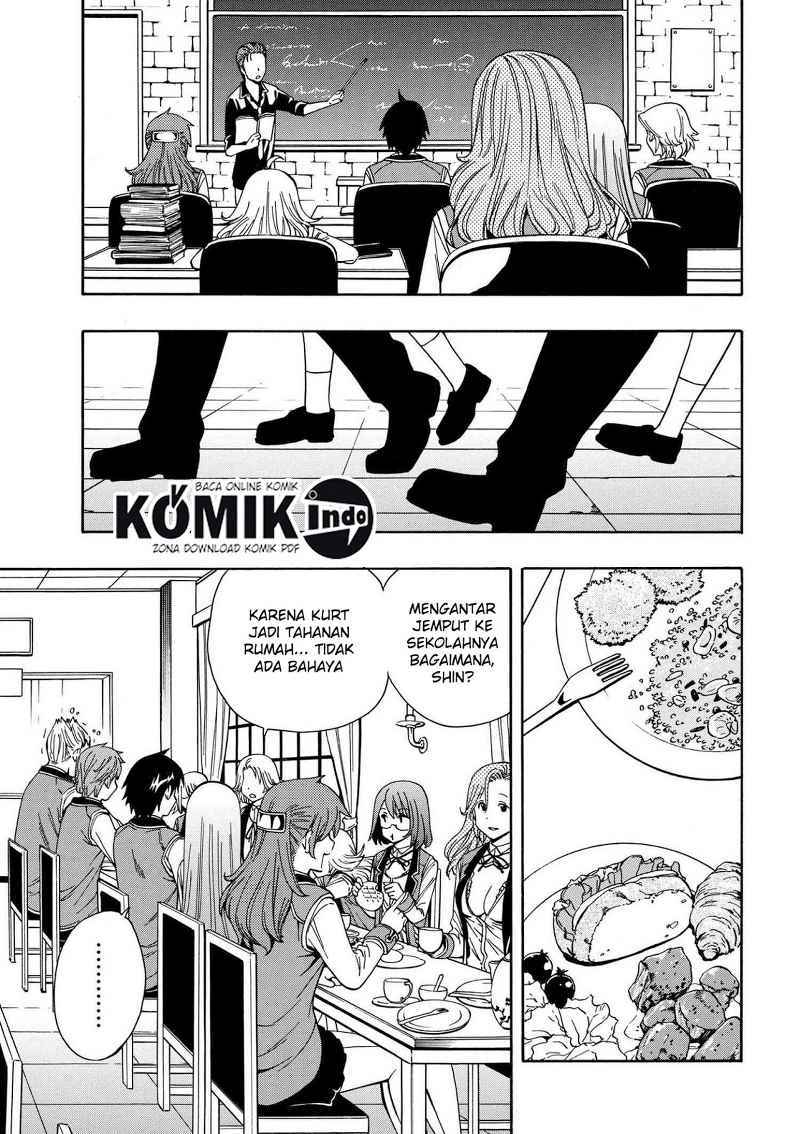 BACA ONLINE KOMIK
KOMIK Indo
ZONA DOWNLOAD KOMIK PDF
MENGANTAR
JEMPUT KE
SEKOLAHNYA
BAGAIMANA,
SHIN?
KARENA KURT
JADI TAHANAN
RUMAH... TIDAK
ADA BAHAYA
.........